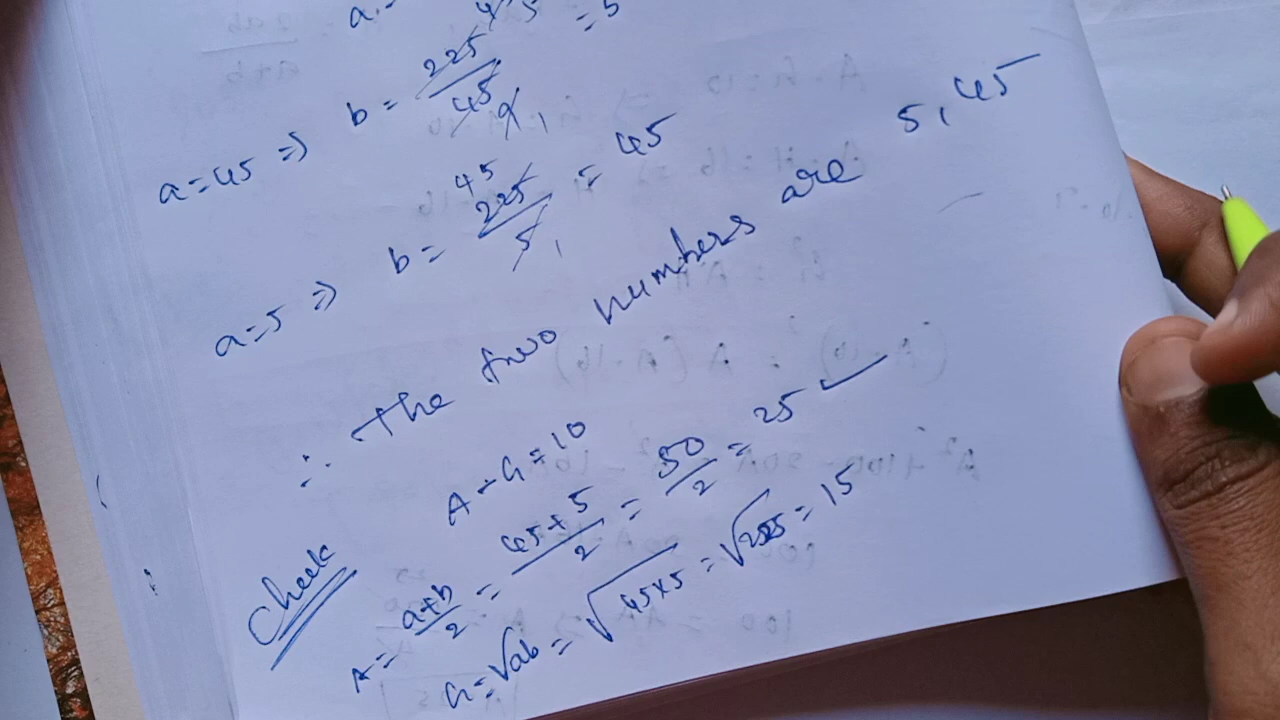 a=45 ⇒ b = 225/45 = 5
a=5 ⇒ b = 225/5 = 45
∴ The two numbers are 5, 45
Check A-G=10
A = a+b/2 = 45+5/2 = 50/2 = 25 ✓
G = √ab = √45×5 = √225 = 15